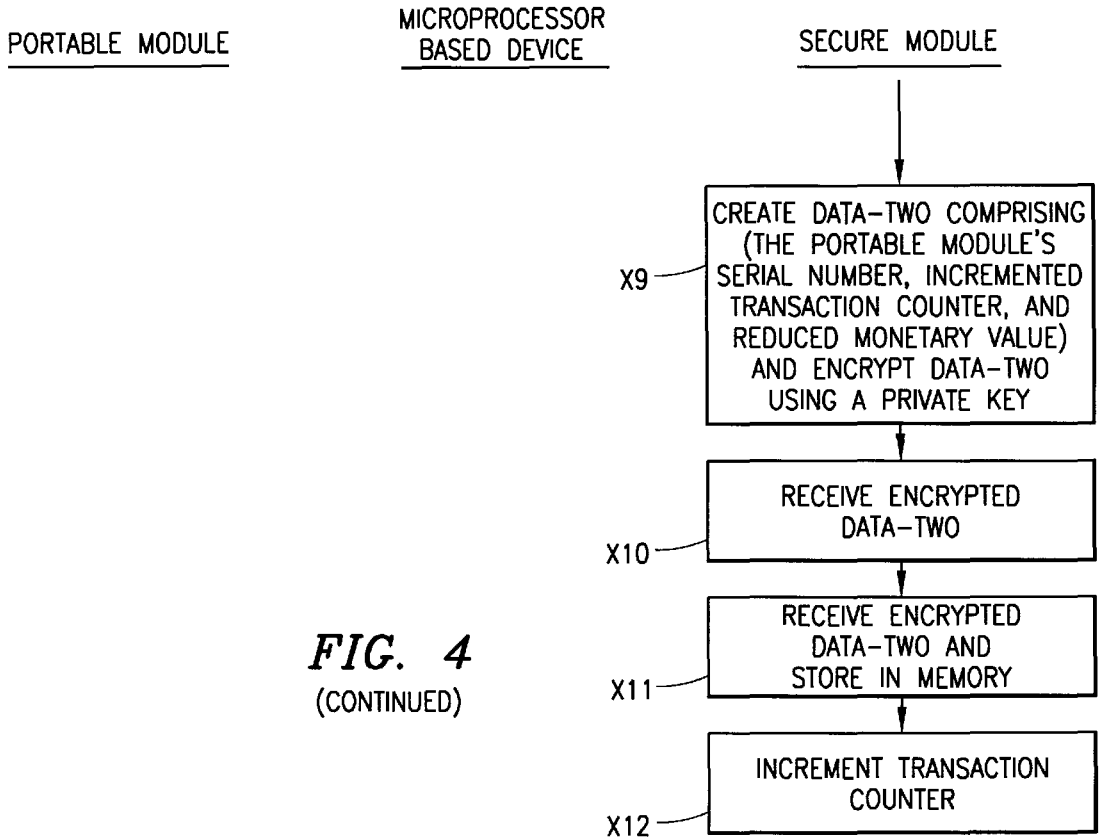 PORTABLE MODULE
MICROPROCESSOR
BASED DEVICE
SECURE MODULE
CREATE DATA-TWO COMPRISING
(THE PORTABLE MODULE'S
SERIAL NUMBER, INCREMENTED
TRANSACTION COUNTER, AND
REDUCED MONETARY VALUE)
AND ENCRYPT DATA-TWO
USING A PRIVATE KEY
X9
RECEIVE ENCRYPTED
DATA-TWO
X10
RECEIVE ENCRYPTED
DATA-TWO AND
STORE IN MEMORY
X11
FIG. 4
(CONTINUED)
INCREMENT TRANSACTION
COUNTER
X12